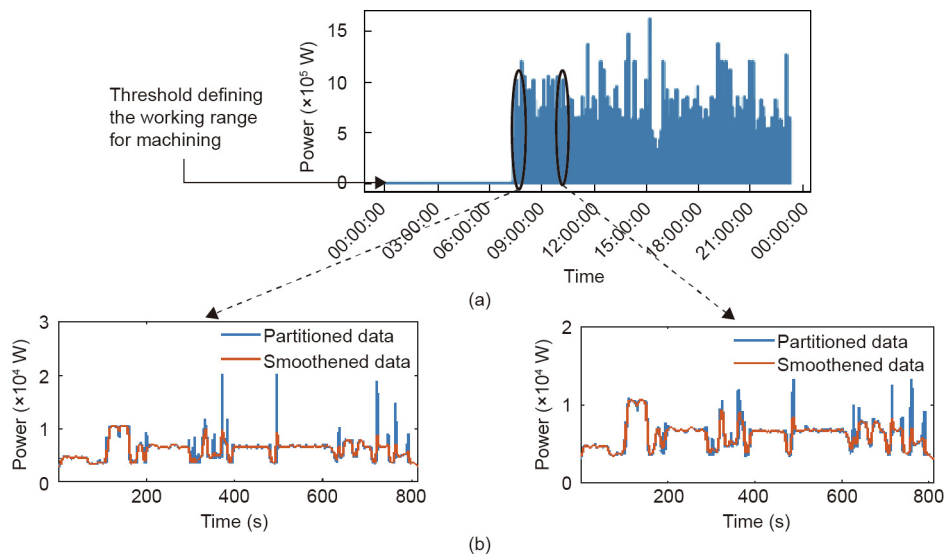 15
10
5
0
Power (×10⁵ W)
Threshold defining
the working range
for machining
00:00:00
03:00:00
06:00:00
09:00:00
12:00:00
15:00:00
18:00:00
21:00:00
00:00:00
Time
(a)
3
2
1
0
Power (×10⁴ W)
Partitioned data
Smoothened data
200
400
600
800
Time (s)
2
1
0
Power (×10⁴ W)
Partitioned data
Smoothened data
200
400
600
800
Time (s)
(b)